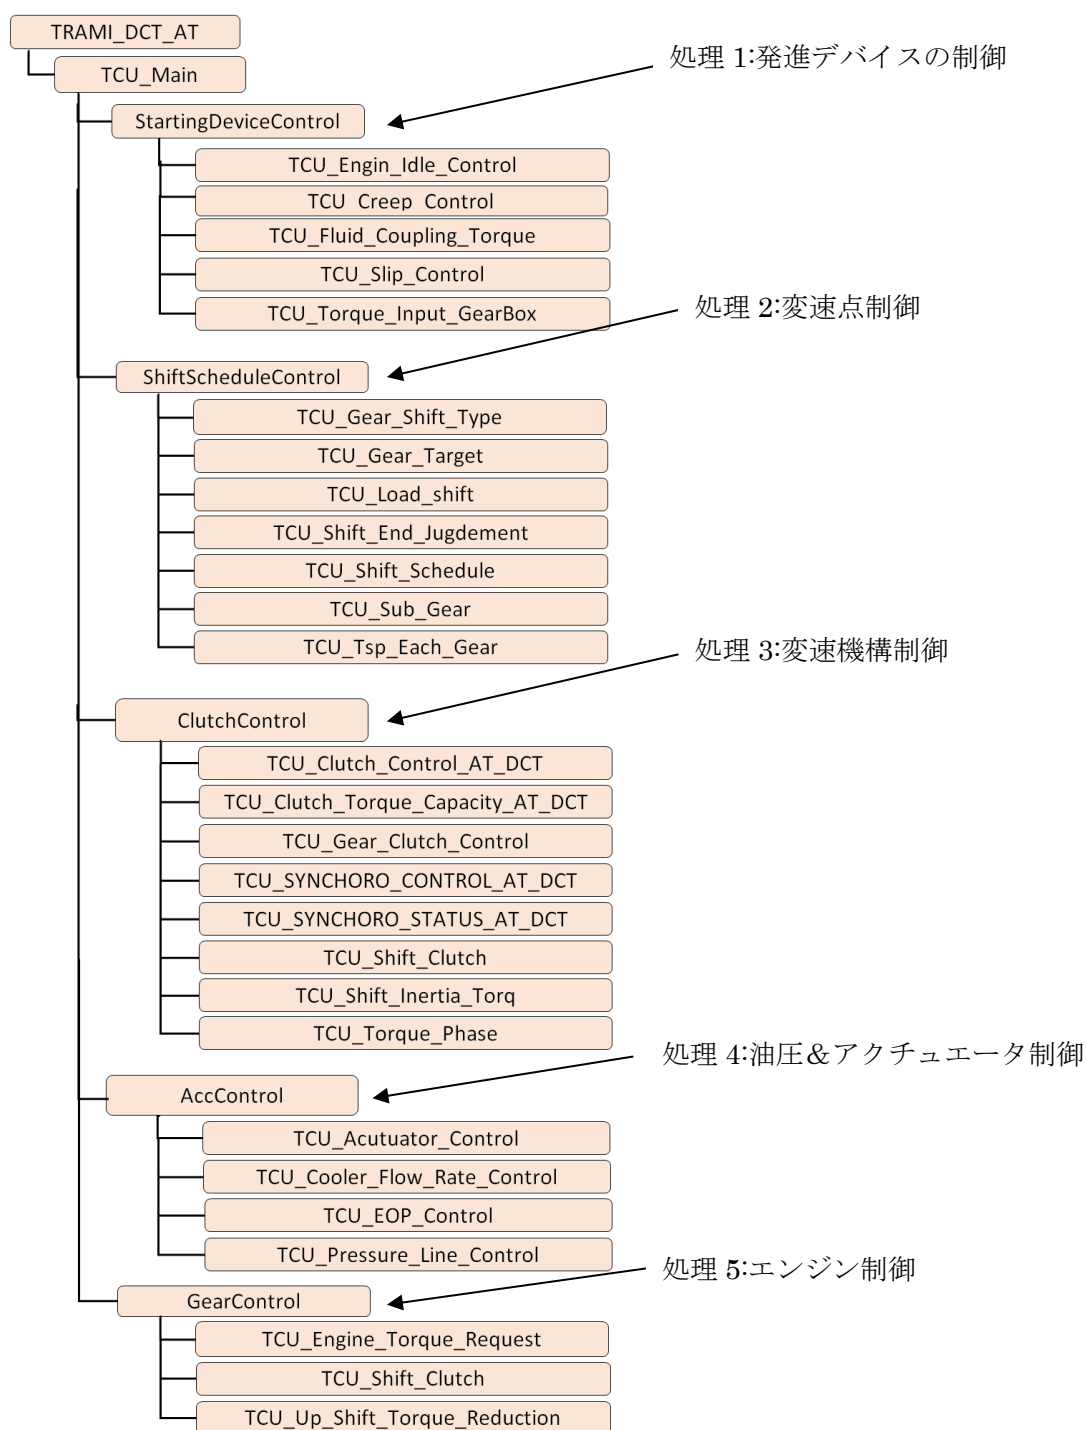 TRAMI_DCT_AT
TCU_Main
処理 1:発進デバイスの制御
StartingDeviceControl
TCU_Engin_Idle_Control
TCU_Creep_Control
TCU_Fluid_Coupling_Torque
TCU_Slip_Control
TCU_Torque_Input_GearBox
処理 2:変速点制御
ShiftScheduleControl
TCU_Gear_Shift_Type
TCU_Gear_Target
TCU_Load_shift
TCU_Shift_End_Jugdement
TCU_Shift_Schedule
TCU_Sub_Gear
TCU_Tsp_Each_Gear
処理 3:変速機構制御
ClutchControl
TCU_Clutch_Control_AT_DCT
TCU_Clutch_Torque_Capacity_AT_DCT
TCU_Gear_Clutch_Control
TCU_SYNCHORO_CONTROL_AT_DCT
TCU_SYNCHORO_STATUS_AT_DCT
TCU_Shift_Clutch
TCU_Shift_Inertia_Torq
TCU_Torque_Phase
処理 4:油圧&アクチュエータ制御
AccControl
TCU_Acutuator_Control
TCU_Cooler_Flow_Rate_Control
TCU_EOP_Control
TCU_Pressure_Line_Control
処理 5:エンジン制御
GearControl
TCU_Engine_Torque_Request
TCU_Shift_Clutch
TCU_Up_Shift_Torque_Reduction